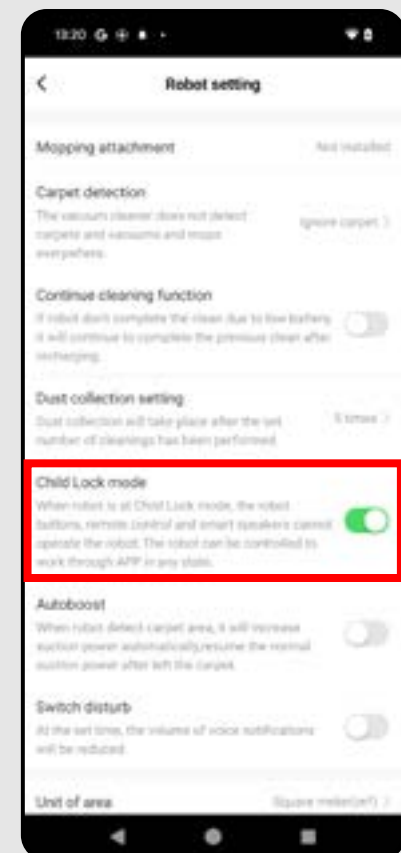 13:20 G
Robot setting
Mopping attachment Not installed
Carpet detection
The vacuum cleaner does not detect
carpets and vacuums and mops
everywhere.
Ignore carpet
Continue cleaning function
If robot don't complete the clean due to low battery,
it will continue to complete the previous clean after
recharging.
Dust collection setting
Dust collection will take place after the set
number of cleanings has been performed
times
Child Lock mode
When robot is at Child Lock mode, the robot
buttons, remote control and smart speakers cannot
operate the robot. The robot can be controlled to
work through APP in any state.
Autoboost
When robot detect carpet area, it will increase
suction power automatically,resume the normal
suction power after left the carpet.
Switch disturb
At the set time, the volume of voice notifications
will be reduced.
Unit of area Square meter(m²)